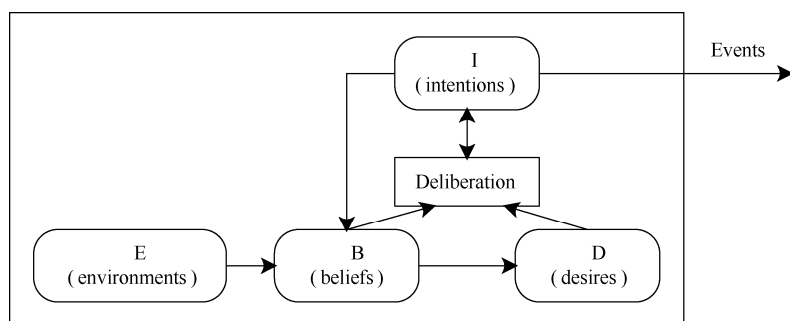 I
( intentions )
Events
Deliberation
E
( environments )
B
( beliefs )
D
( desires )